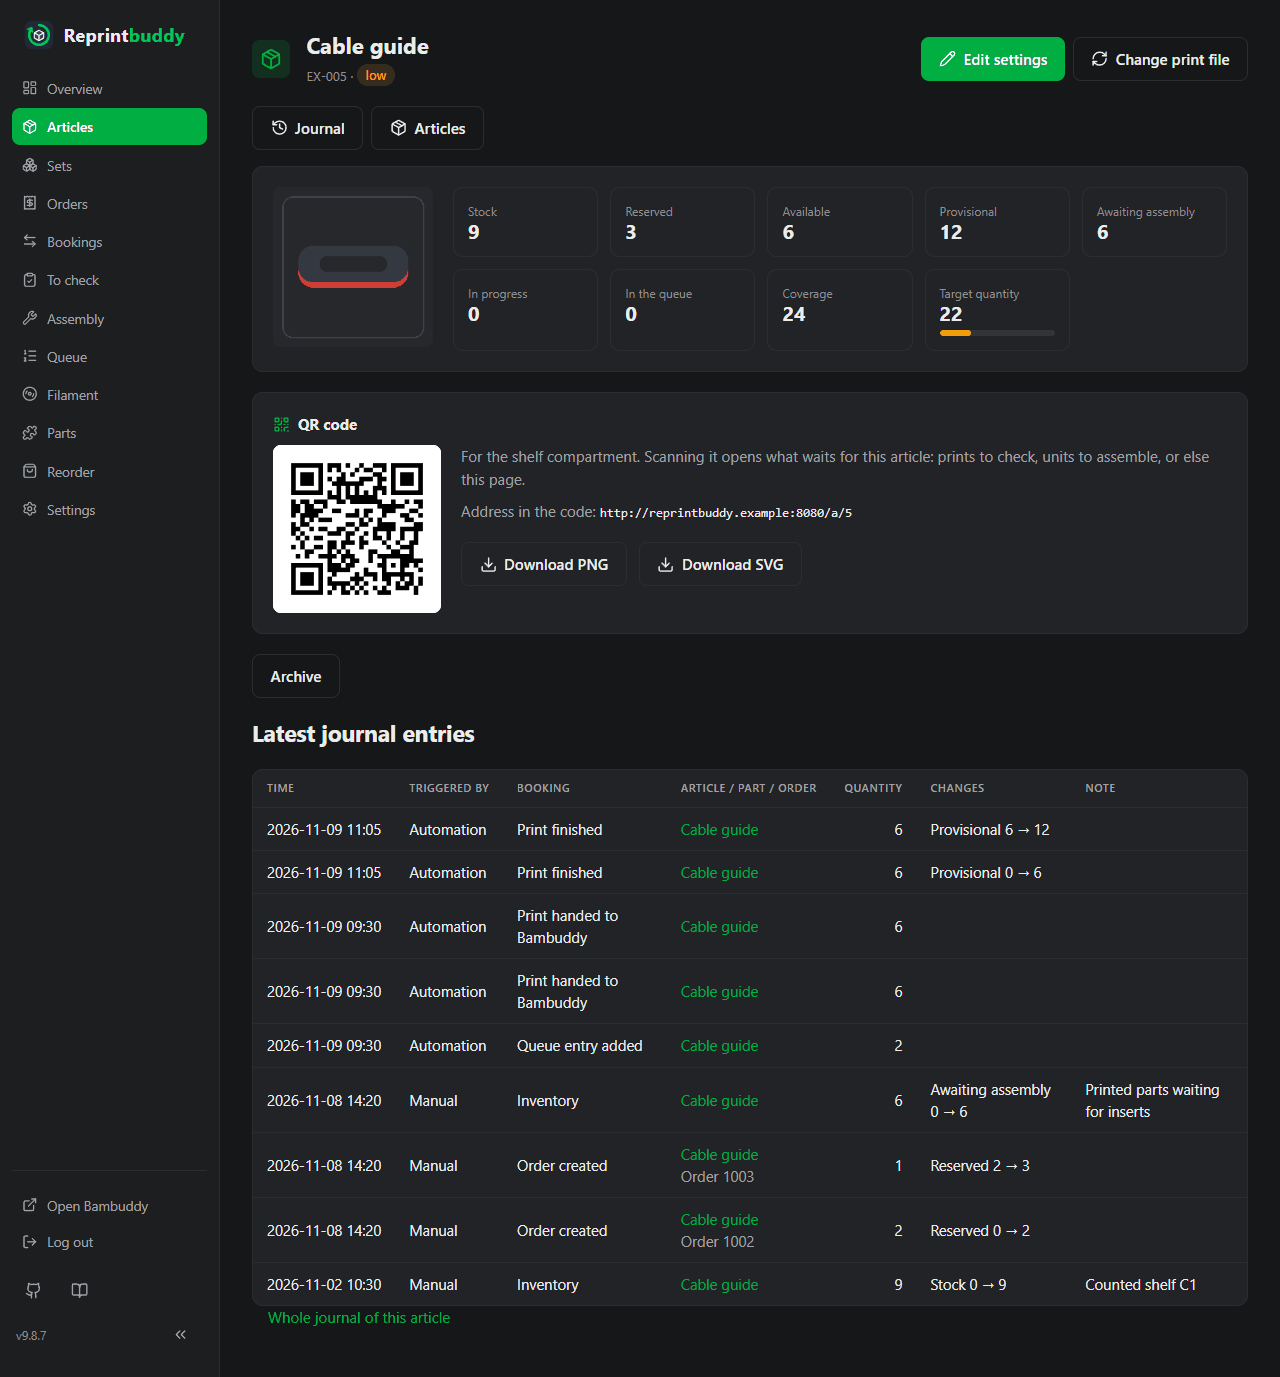 Reprintbuddy
Overview
Articles
Sets
Orders
Bookings
To check
Assembly
Queue
Filament
Parts
Reorder
Settings
Open Bambuddy
Log out
v9.8.7
Cable guide
EX-005 · low
Edit settings
Change print file
Journal
Articles
Stock
9
Reserved
3
Available
6
Provisional
12
Awaiting assembly
6
In progress
0
In the queue
0
Coverage
24
Target quantity
22
QR code
For the shelf compartment. Scanning it opens what waits for this article: prints to check, units to assemble, or else
this page.
Address in the code: http://reprintbuddy.example:8080/a/5
Download PNG
Download SVG
Archive
Latest journal entries
TIME TRIGGERED BY BOOKING ARTICLE / PART / ORDER QUANTITY CHANGES NOTE
2026-11-09 11:05 Automation Print finished Cable guide 6 Provisional 6 → 12
2026-11-09 11:05 Automation Print finished Cable guide 6 Provisional 0 → 6
2026-11-09 09:30 Automation Print handed to Cable guide 6
Bambuddy
2026-11-09 09:30 Automation Print handed to Cable guide 6
Bambuddy
2026-11-09 09:30 Automation Queue entry added Cable guide 2
2026-11-08 14:20 Manual Inventory Cable guide 6 Awaiting assembly Printed parts waiting
0 → 6 for inserts
2026-11-08 14:20 Manual Order created Cable guide 1 Reserved 2 → 3
Order 1003
2026-11-08 14:20 Manual Order created Cable guide 2 Reserved 0 → 2
Order 1002
2026-11-02 10:30 Manual Inventory Cable guide 9 Stock 0 → 9 Counted shelf C1
Whole journal of this article